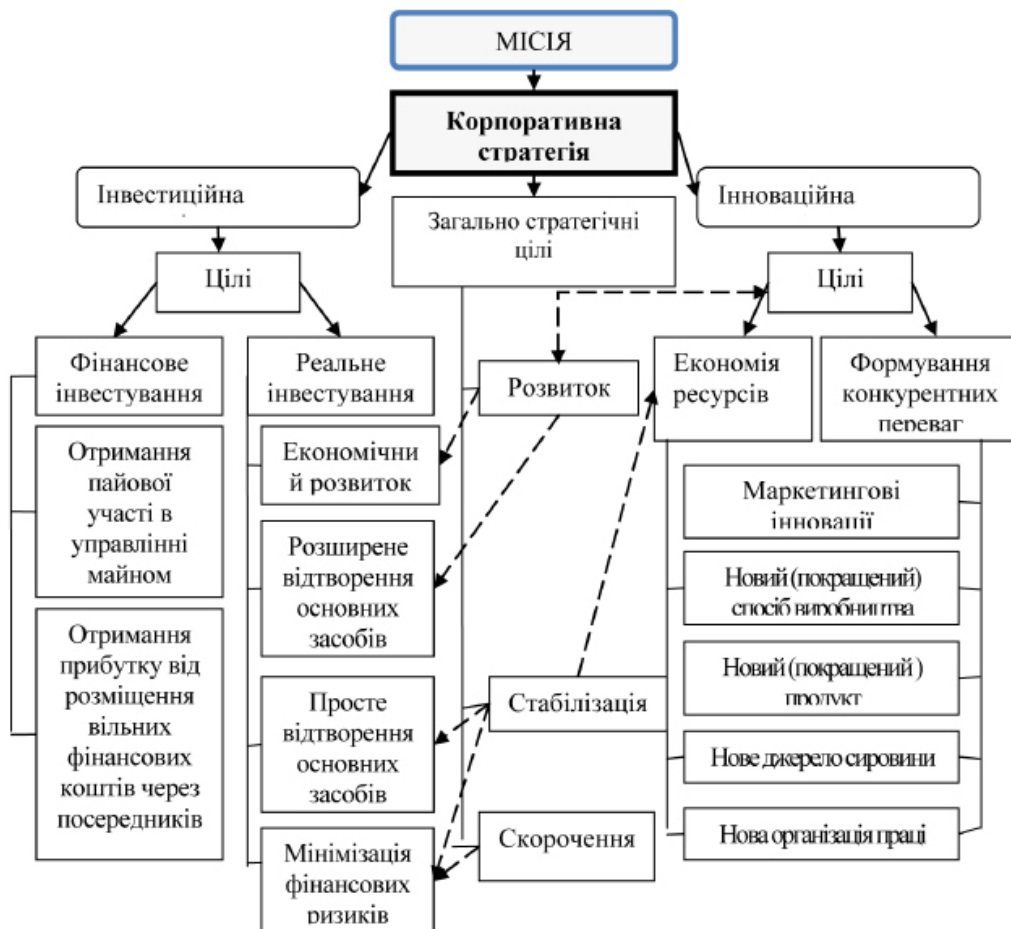 МІСІЯ
Корпоративна
стратегія
Інвестиційна
Загально стратегічні
цілі
Інноваційна
Цілі
Цілі
Фінансове
інвестування
Реальне
інвестування
Розвиток
Економія
ресурсів
Формування
конкурентних
переваг
Отримання
пайової
участі в
управлінні
майном
Економічни
й розвиток
Маркетингові
інновації
Розширене
відтворення
основних
засобів
Новий (покращений)
спосіб виробництва
Отримання
прибутку від
розміщення
вільних
фінансових
коштів через
посередників
Просте
відтворення
основних
засобів
Стабілізація
Новий (покращений )
продукт
Нове джерело сировини
Мінімізація
фінансових
ризиків
Скорочення
Нова організація праці